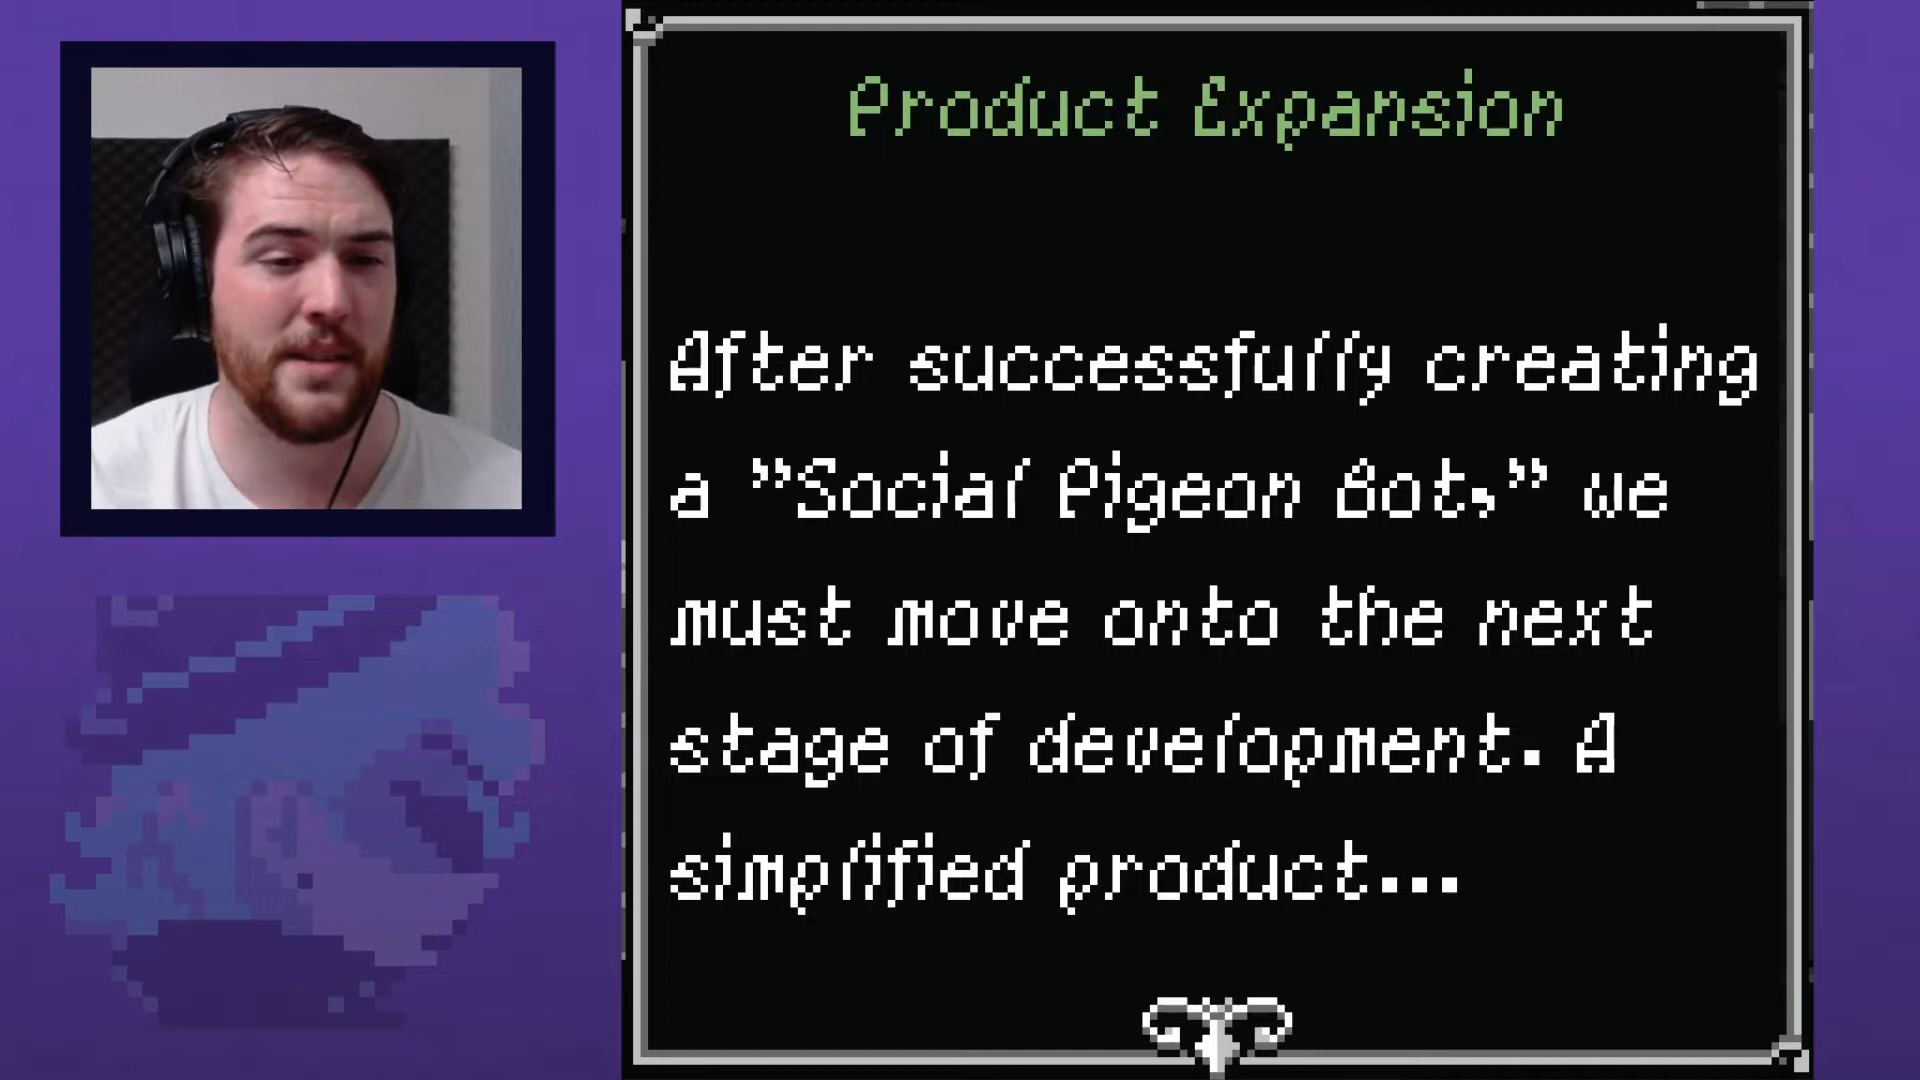 Product Expansion
After successfully creating
a "Social Pigeon Bot," we
must move onto the next
stage of development. A
simplified product...